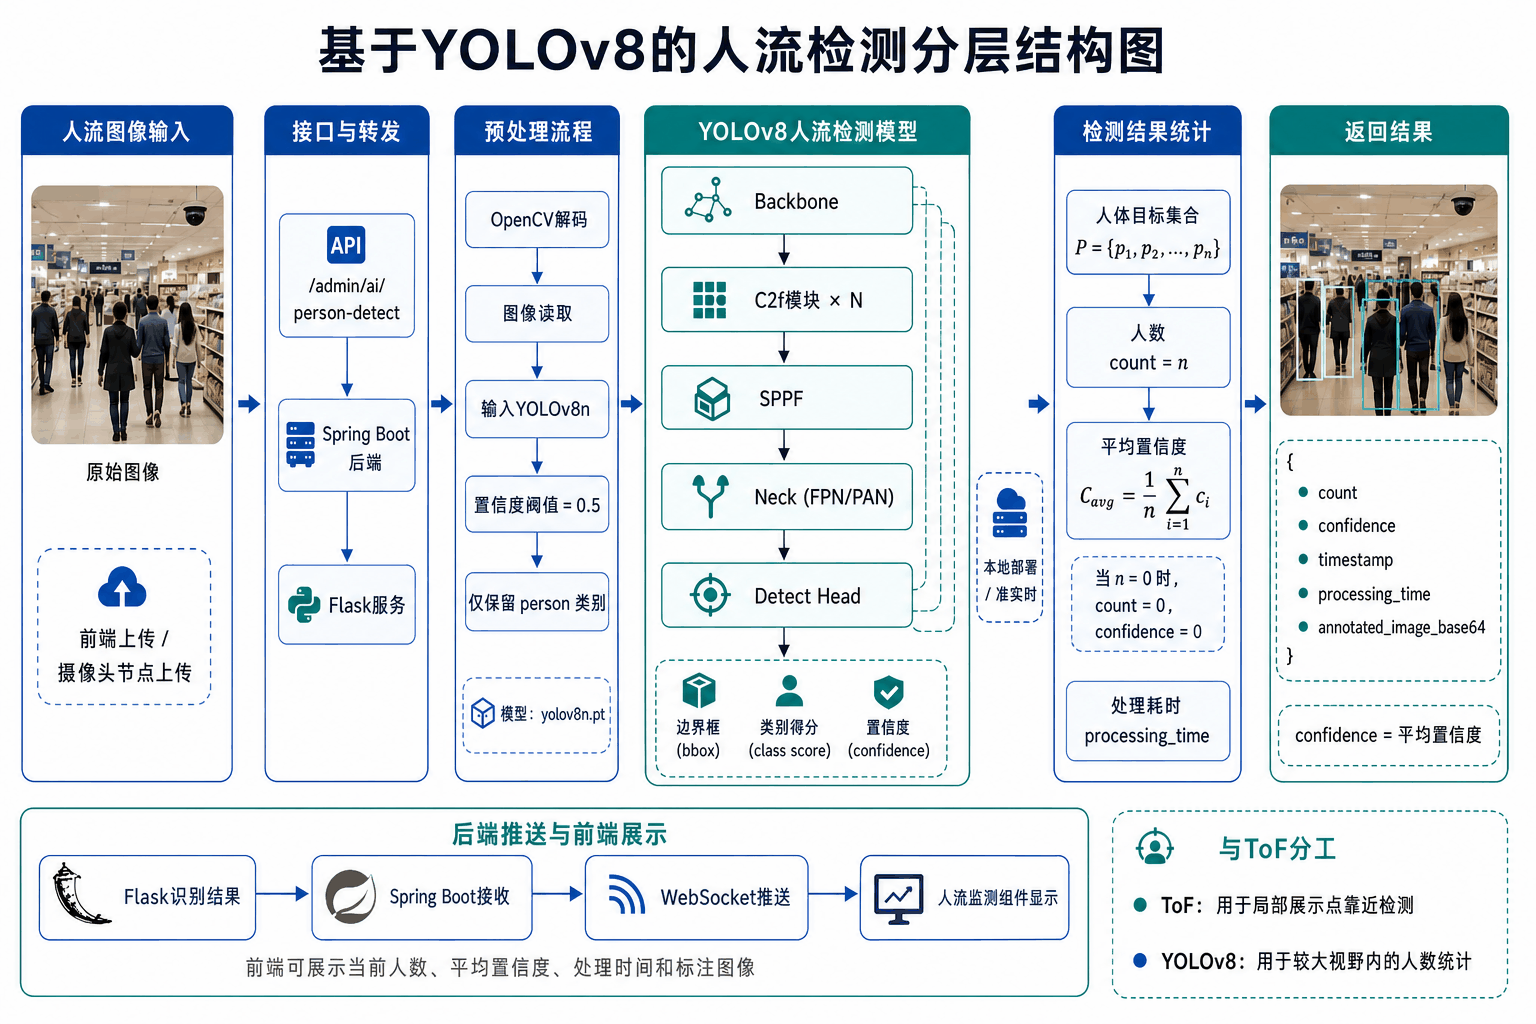 基于YOLOv8的人流检测分层结构图
人流图像输入
原始图像
前端上传 /
摄像头节点上传
接口与转发
API
/admin/ai/
person-detect
Spring Boot
后端
Flask服务
预处理流程
OpenCV解码
图像读取
输入YOLOv8n
置信度阈值 = 0.5
仅保留 person 类别
模型：yolov8n.pt
YOLOv8人流检测模型
Backbone
C2f模块 × N
SPPF
Neck (FPN/PAN)
Detect Head
边界框
(bbox)
类别得分
(class score)
置信度
(confidence)
本地部署
/ 准实时
检测结果统计
人体目标集合
P = {p₁, p₂, ..., pₙ}
人数
count = n
平均置信度
C_avg = 1/n ∑_{i=1}^{n} c_i
当 n = 0 时，
count = 0，
confidence = 0
处理耗时
processing_time
返回结果
{
● count
● confidence
● timestamp
● processing_time
● annotated_image_base64
}
confidence = 平均置信度
后端推送与前端展示
Flask识别结果
Spring Boot接收
WebSocket推送
人流监测组件显示
前端可展示当前人数、平均置信度、处理时间和标注图像
与ToF分工
● ToF：用于局部展示点靠近检测
● YOLOv8：用于较大视野内的人数统计